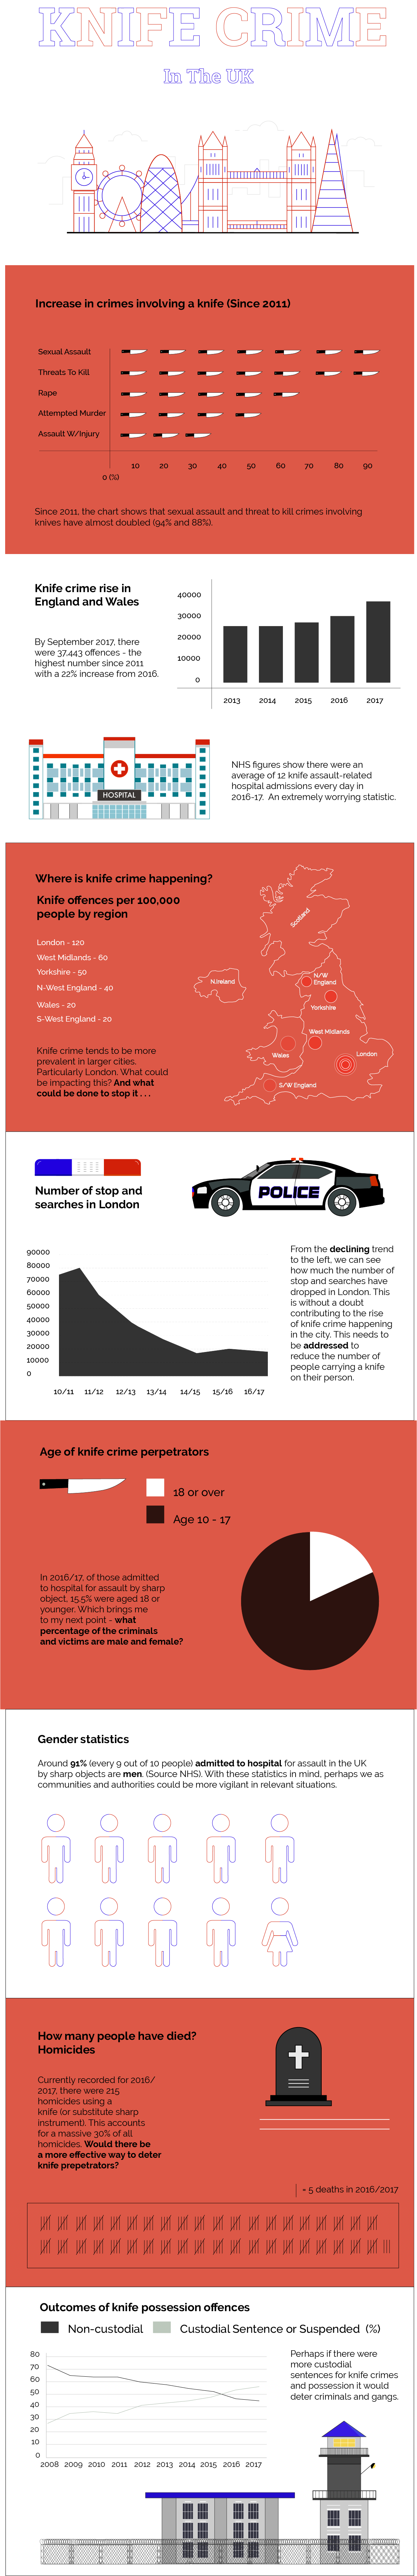 KNIFE CRIME
In The UK
Increase in crimes involving a knife (Since 2011)
Sexual Assault
Threats To Kill
Rape
Attempted Murder
Assault W/Injury
10 20 30 40 50 60 70 80 90
0 (%)
Since 2011, the chart shows that sexual assault and threat to kill crimes involving
knives have almost doubled (94% and 88%).
Knife crime rise in
England and Wales
By September 2017, there
were 37,443 offences - the
highest number since 2011
with a 22% increase from 2016.
40000
30000
20000
10000
0
2013 2014 2015 2016 2017
HOSPITAL
NHS figures show there were an
average of 12 knife assault-related
hospital admissions every day in
2016-17. An extremely worrying statistic.
Where is knife crime happening?
Knife offences per 100,000
people by region
London - 120
West Midlands - 60
Yorkshire - 50
N-West England - 40
Wales - 20
S-West England - 20
Knife crime tends to be more
prevalent in larger cities.
Particularly London. What could
be impacting this? And what
could be done to stop it . . .
Scotland
N.Ireland
N/W
England
Yorkshire
West Midlands
Wales
London
S/W England
Number of stop and
searches in London
POLICE
90000
80000
70000
60000
50000
40000
30000
20000
10000
0
10/11 11/12 12/13 13/14 14/15 15/16 16/17
From the declining trend
to the left, we can see
how much the number of
stop and searches have
dropped in London. This
is without a doubt
contributing to the rise
of knife crime happening
in the city. This needs to
be addressed to
reduce the number of
people carrying a knife
on their person.
Age of knife crime perpetrators
18 or over
Age 10 - 17
In 2016/17, of those admitted
to hospital for assault by sharp
object, 15.5% were aged 18 or
younger. Which brings me
to my next point - what
percentage of the criminals
and victims are male and female?
Gender statistics
Around 91% (every 9 out of 10 people) admitted to hospital for assault in the UK
by sharp objects are men. (Source NHS). With these statistics in mind, perhaps we as
communities and authorities could be more vigilant in relevant situations.
How many people have died?
Homicides
Currently recorded for 2016/
2017, there were 215
homicides using a
knife (or substitute sharp
instrument). This accounts
for a massive 30% of all
homicides. Would there be
a more effective way to deter
knife prepetrators?
= 5 deaths in 2016/2017
Outcomes of knife possession offences
Non-custodial
Custodial Sentence or Suspended (%)
80
70
60
50
40
30
20
10
0
2008 2009 2010 2011 2012 2013 2014 2015 2016 2017
Perhaps if there were
more custodial
sentences for knife crimes
and possession it would
deter criminals and gangs.